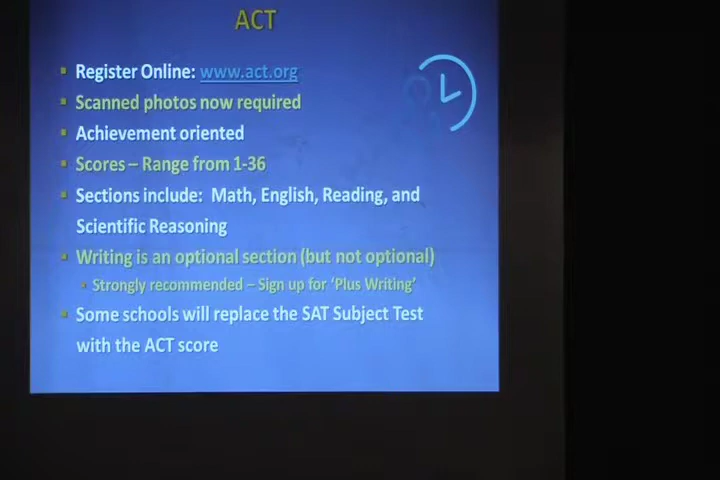 ACT
Register Online: www.act.org
Scanned photos now required
Achievement oriented
Scores – Range from 1-36
Sections include: Math, English, Reading, and
Scientific Reasoning
Writing is an optional section (but not optional)
Strongly recommended – Sign up for 'Plus Writing'
Some schools will replace the SAT Subject Test
with the ACT score